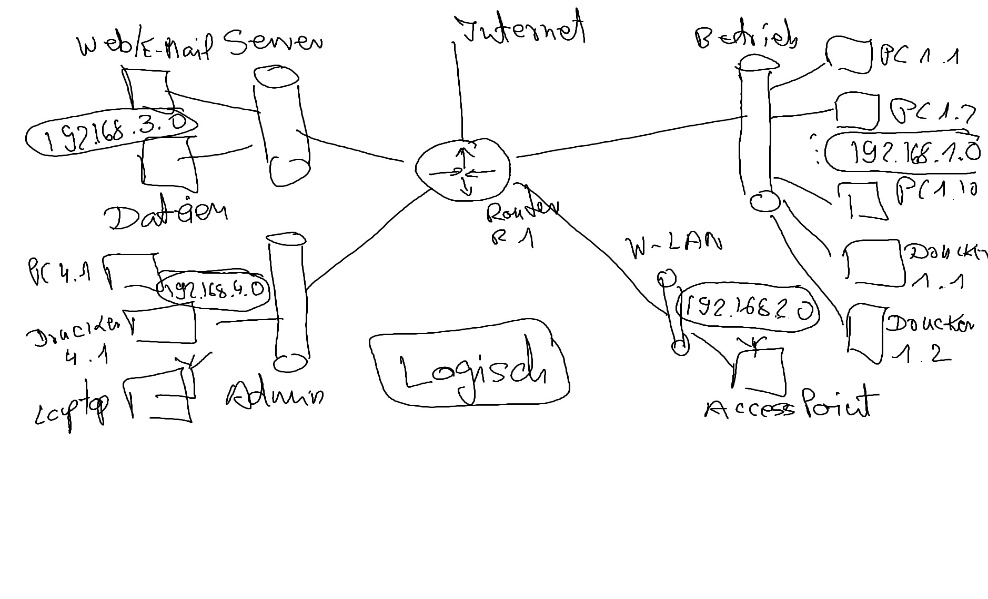 Internet
Web/E-Mail Server
Betrieb
PC 1.1
PC 1.2
192.168.3.0
192.168.1.0
PC 1.10
Dateien
Router
R1
W-LAN
PC 4.1
192.168.4.0
Drucker
1.1
192.168.2.0
Drucker
4.1
Drucker
1.2
Logisch
Laptop
Admin
Access Point